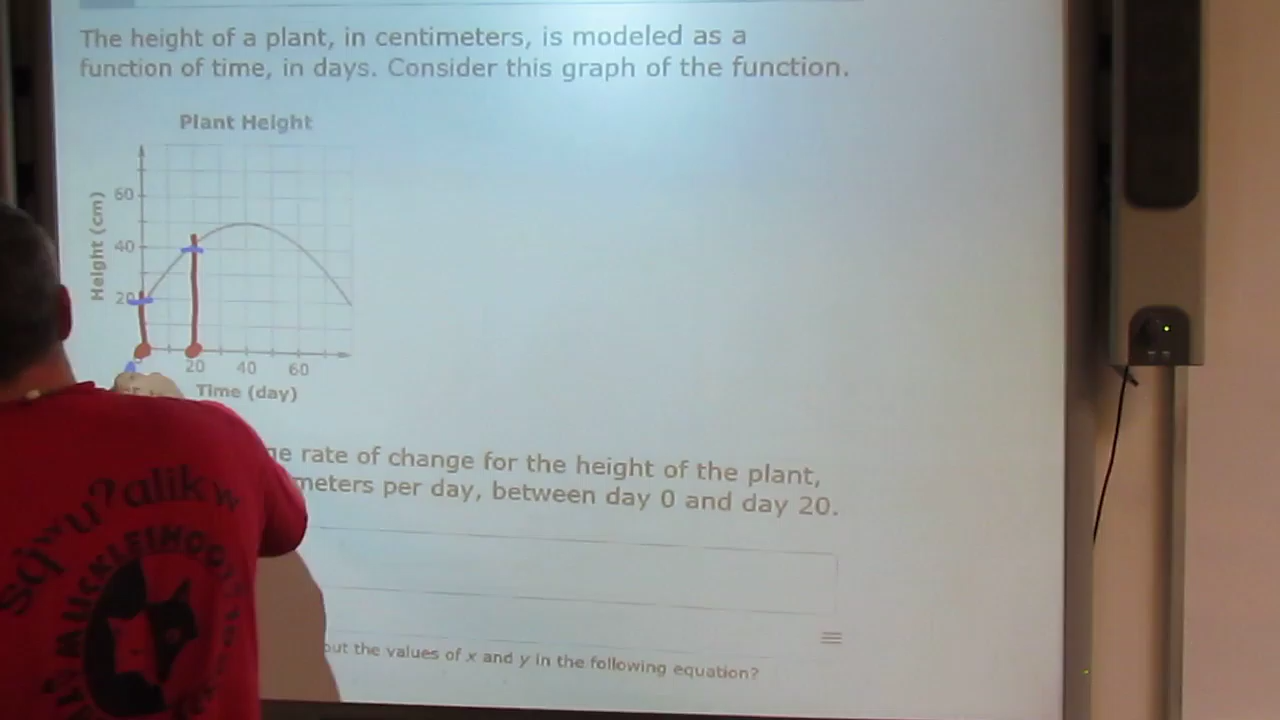 The height of a plant, in centimeters, is modeled as a
function of time, in days. Consider this graph of the function.
Plant Height
Height (cm)
60
40
20
20 40 60
Time (day)
rate of change for the height of the plant,
per day, between day 0 and day 20.
the values of x and y in the following equation?
sqʷuʔalikʷ
MUCKLESHOOT